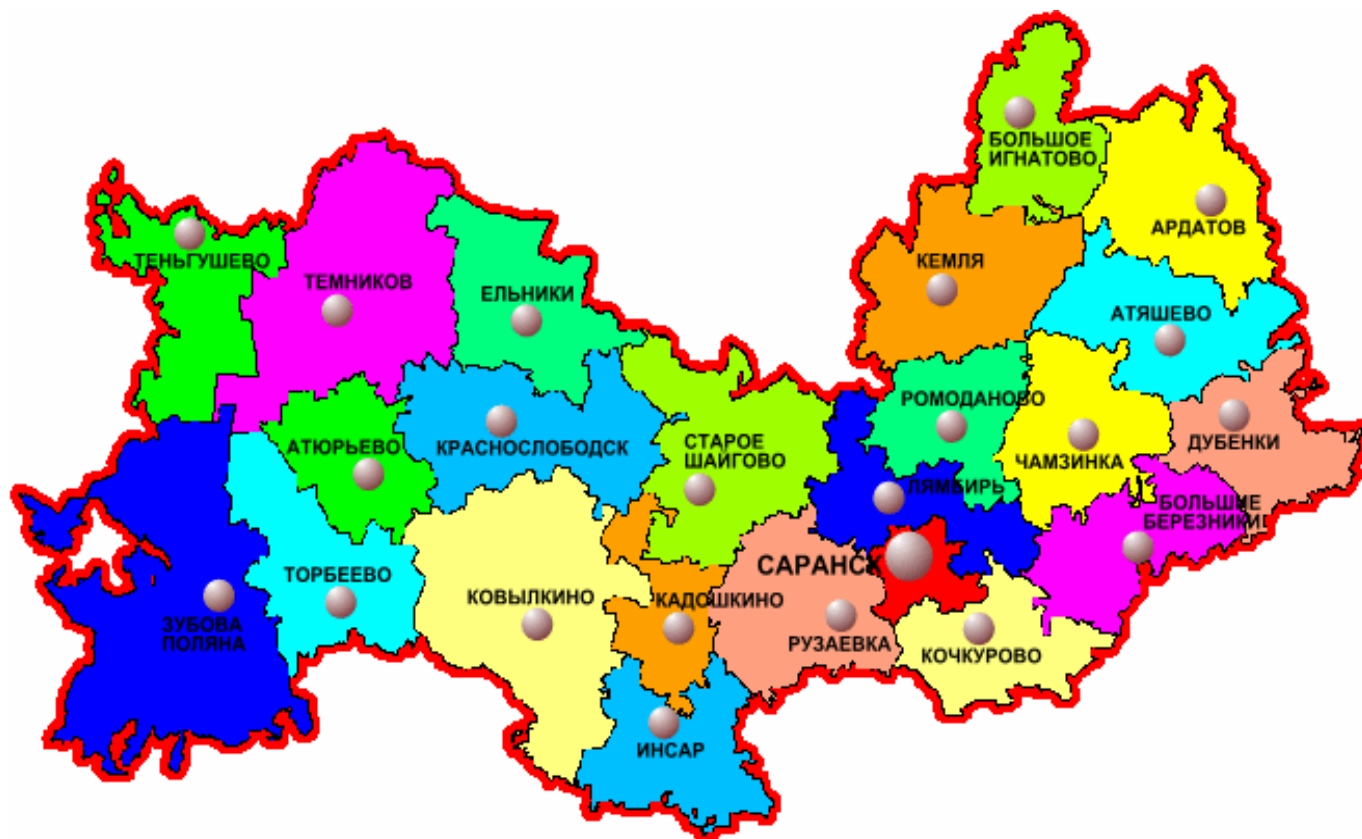 БОЛЬШОЕ
ИГНАТОВО
АРДАТОВ
ТЕНЬГУШЕВО
КЕМЛЯ
ТЕМНИКОВ
ЕЛЬНИКИ
АТЯШЕВО
РОМОДАНОВО
АТЮРЬЕВО
КРАСНОСЛОБОДСК
СТАРОЕ
ШАЙГОВО
ДУБЕНКИ
ЧАМЗИНКА
ЛЯМБИРЬ
БОЛЬШИЕ
БЕРЕЗНИКИ
САРАНСК
ТОРБЕЕВО
КОВЫЛКИНО
КАДОШКИНО
ЗУБОВА
ПОЛЯНА
РУЗАЕВКА
КОЧКУРОВО
ИНСАР